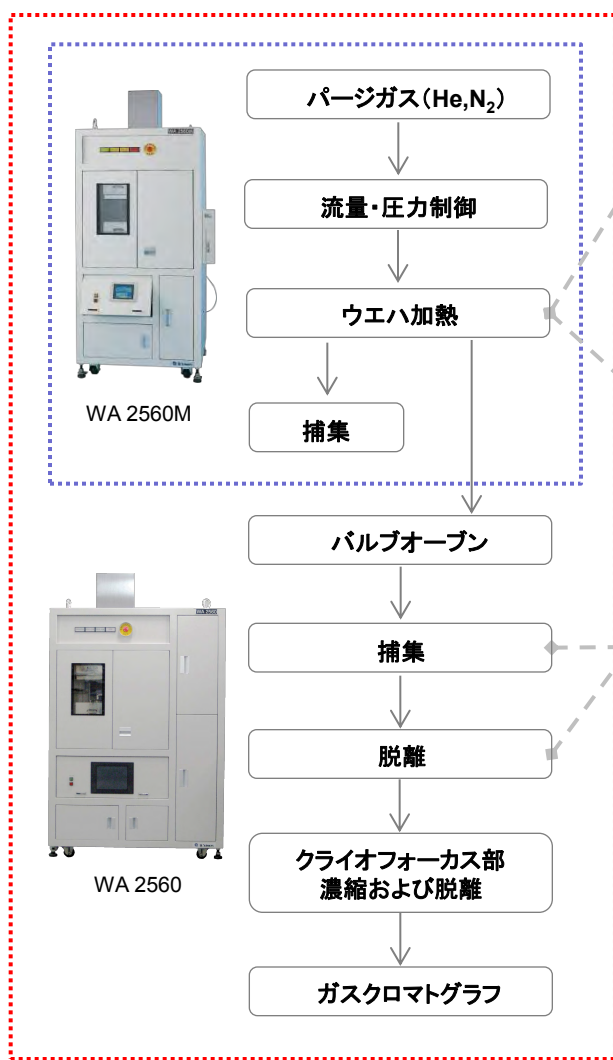 パージガス（He,N₂）
流量・圧力制御
ウエハ加熱
捕集
WA 2560M
バルブオーブン
捕集
脱離
クライオフォーカス部
濃縮および脱離
ガスクロマトグラフ
WA 2560